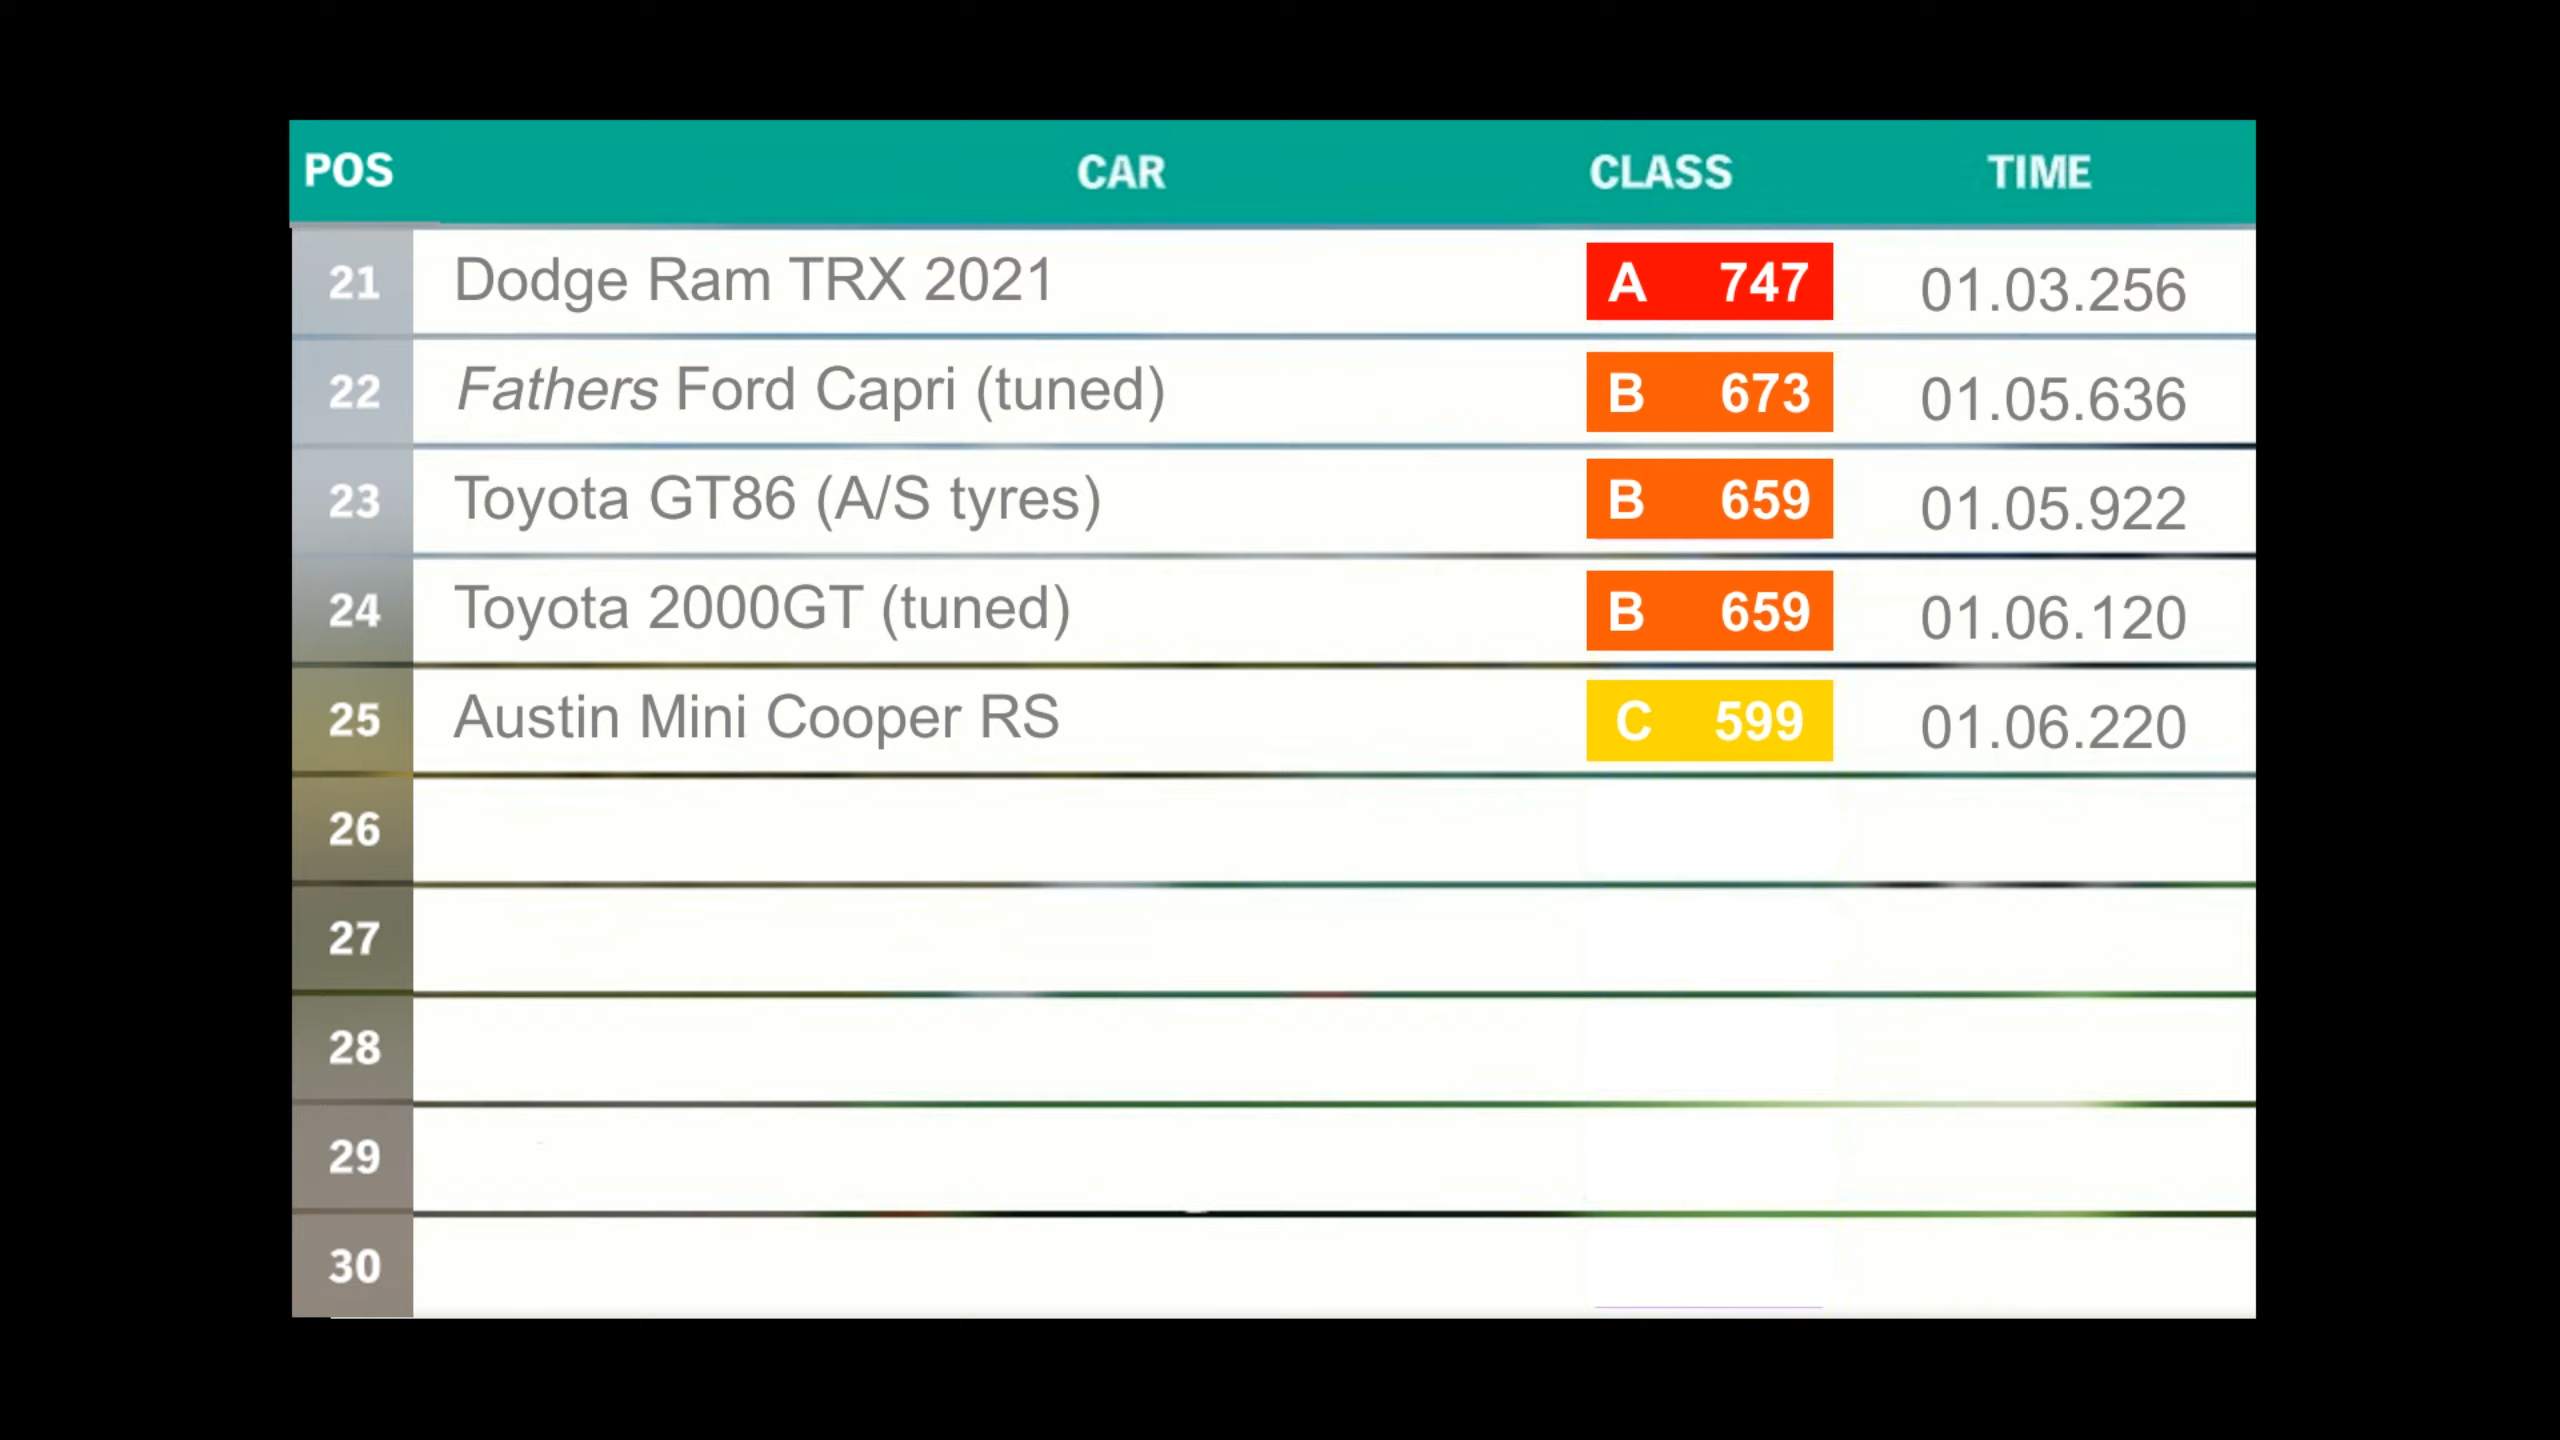 POS CAR CLASS TIME
21 Dodge Ram TRX 2021 A 747 01.03.256
22 Fathers Ford Capri (tuned) B 673 01.05.636
23 Toyota GT86 (A/S tyres) B 659 01.05.922
24 Toyota 2000GT (tuned) B 659 01.06.120
25 Austin Mini Cooper RS C 599 01.06.220
26
27
28
29
30